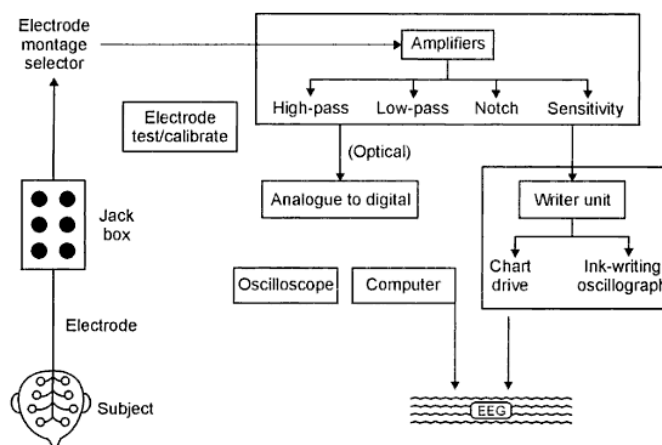 Electrode
montage
selector
Amplifiers
High-pass
Low-pass
Notch
Sensitivity
Electrode
test/calibrate
(Optical)
Analogue to digital
Writer unit
Jack
box
Chart
drive
Ink-writing
oscillograph
Oscilloscope
Computer
Electrode
Subject
EEG